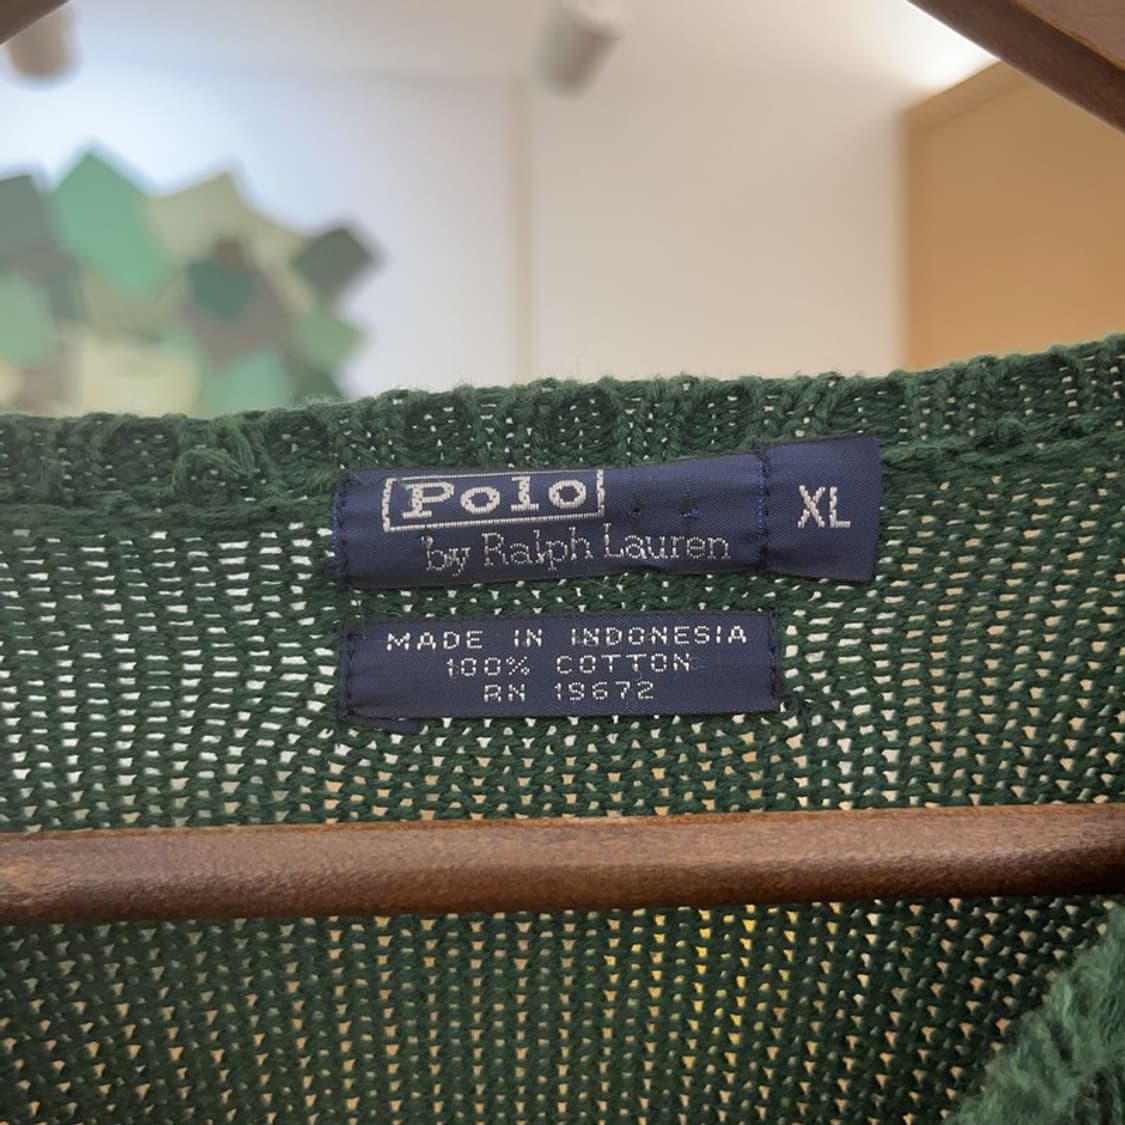 Polo
by Ralph Lauren
XL
MADE IN INDONESIA
100% COTTON
RN 19672